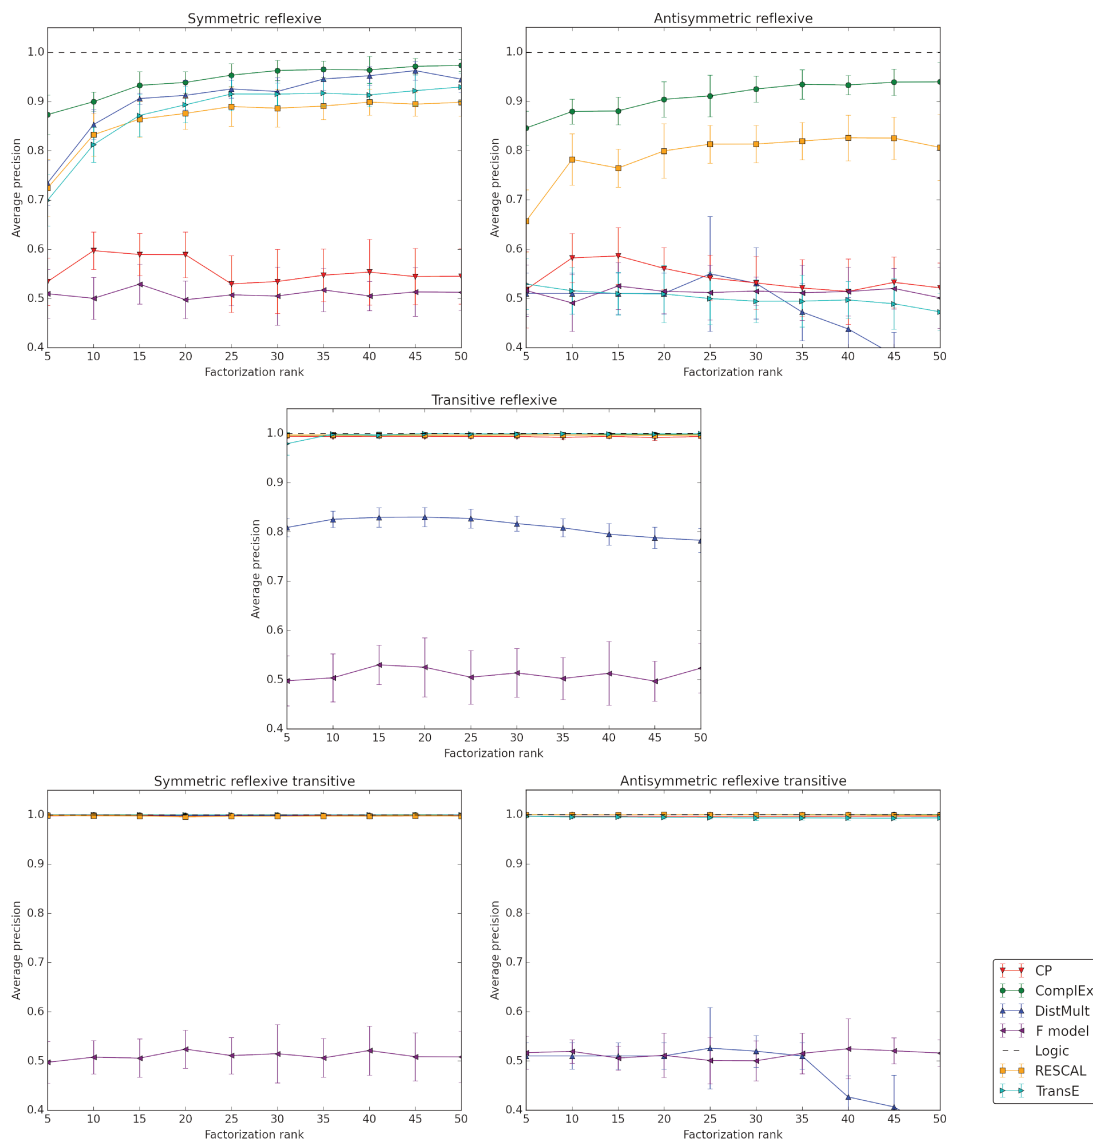 Symmetric reflexive
Antisymmetric reflexive
1.0
0.9
0.8
0.7
0.6
0.5
0.4
Average precision
5 10 15 20 25 30 35 40 45 50
Factorization rank
1.0
0.9
0.8
0.7
0.6
0.5
0.4
Average precision
5 10 15 20 25 30 35 40 45 50
Factorization rank
Transitive reflexive
1.0
0.9
0.8
0.7
0.6
0.5
0.4
Average precision
5 10 15 20 25 30 35 40 45 50
Factorization rank
Symmetric reflexive transitive
Antisymmetric reflexive transitive
1.0
0.9
0.8
0.7
0.6
0.5
0.4
Average precision
5 10 15 20 25 30 35 40 45 50
Factorization rank
1.0
0.9
0.8
0.7
0.6
0.5
0.4
Average precision
5 10 15 20 25 30 35 40 45 50
Factorization rank
CP
ComplEx
DistMult
F model
Logic
RESCAL
TransE